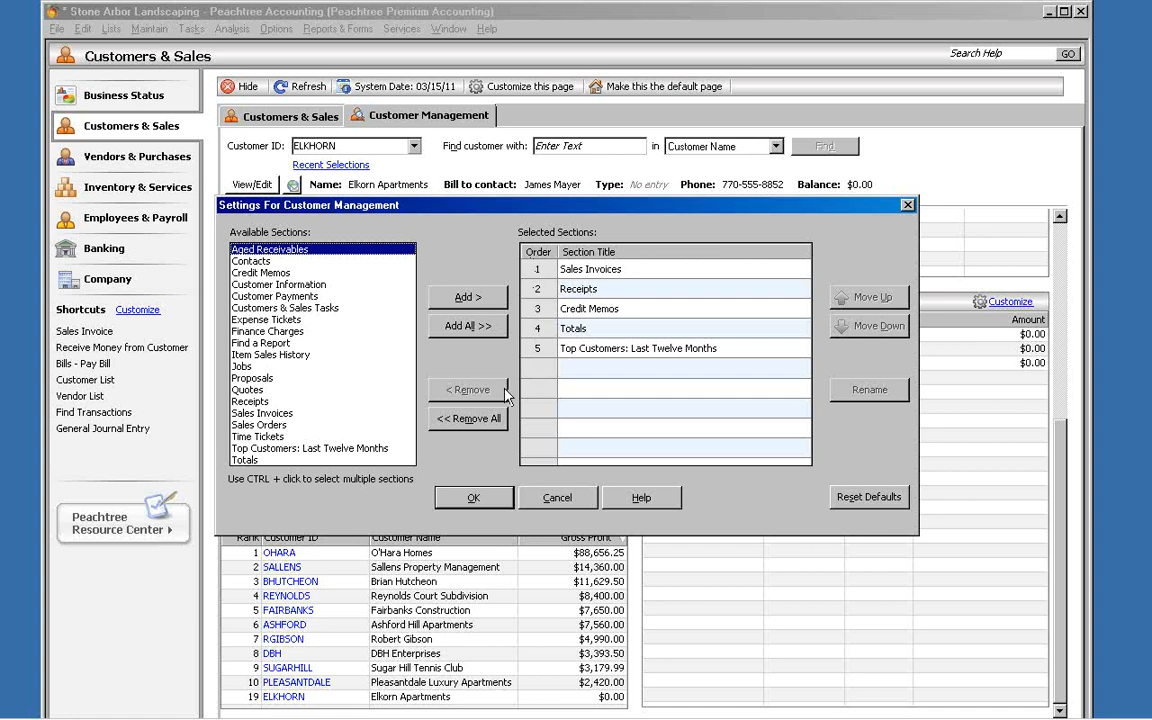 * Stone Arbor Landscaping - Peachtree Accounting (Peachtree Premium Accounting)
File Edit Lists Maintain Tasks Analysis Options Reports & Forms Services Window Help
Customers & Sales
Search Help GO
Business Status
Customers & Sales
Vendors & Purchases
Inventory & Services
Employees & Payroll
Banking
Company
Shortcuts Customize
Sales Invoice
Receive Money from Customer
Bills - Pay Bill
Customer List
Vendor List
Find Transactions
General Journal Entry
Peachtree
Resource Center
Hide Refresh System Date: 03/15/11 Customize this page Make this the default page
Customers & Sales Customer Management
Customer ID: ELKHORN Find customer with: Enter Text in Customer Name Find
Recent Selections
View/Edit Name: Elkorn Apartments Bill to contact: James Mayer Type: No entry Phone: 770-555-8852 Balance: $0.00
Settings For Customer Management
Available Sections:
Aged Receivables
Contacts
Credit Memos
Customer Information
Customer Payments
Customers & Sales Tasks
Expense Tickets
Finance Charges
Find a Report
Item Sales History
Jobs
Proposals
Quotes
Receipts
Sales Invoices
Sales Orders
Time Tickets
Top Customers: Last Twelve Months
Totals
Use CTRL + click to select multiple sections
Add >
Add All >>
< Remove
<< Remove All
Selected Sections:
Order Section Title
1 Sales Invoices
2 Receipts
3 Credit Memos
4 Totals
5 Top Customers: Last Twelve Months
Move Up
Move Down
Rename
OK Cancel Help Reset Defaults
Customize
Amount
$0.00
$0.00
$0.00
Rank Customer ID Customer Name Gross Profit
1 OHARA O'Hara Homes $88,656.25
2 SALLENS Sallens Property Management $14,360.00
3 BHUTCHEON Brian Hutcheon $11,629.50
4 REYNOLDS Reynolds Court Subdivision $8,400.00
5 FAIRBANKS Fairbanks Construction $7,650.00
6 ASHFORD Ashford Hill Apartments $7,560.00
7 RGIBSON Robert Gibson $4,990.00
8 DBH DBH Enterprises $3,393.50
9 SUGARHILL Sugar Hill Tennis Club $3,179.99
10 PLEASANTDALE Pleasantdale Luxury Apartments $2,420.00
19 ELKHORN Elkorn Apartments $0.00